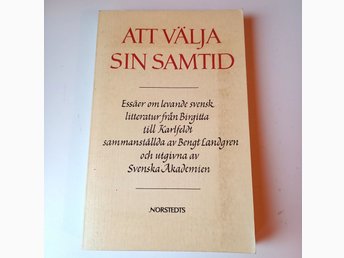 ATT VÄLJA
SIN SAMTID
Essäer om levande svensk
litteratur från Birgitta
till Karlfeldt
sammanställda av Bengt Landgren
och utgivna av
Svenska Akademien
NORSTEDTS